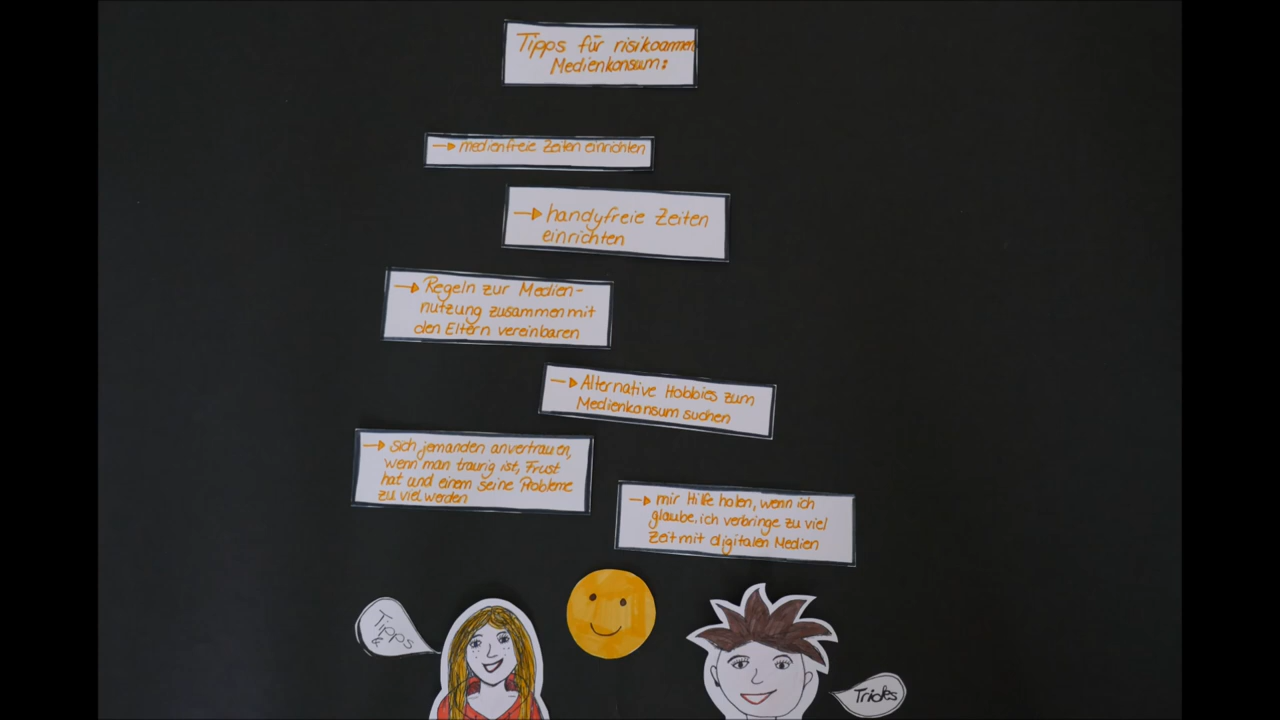 Tipps für risikoarmen
Medienkonsum:
→ medienfreie Zeiten einrichten
→ handyfreie Zeiten
einrichten
→ Regeln zur Medien-
nutzung zusammen mit
den Eltern vereinbaren
→ Alternative Hobbies zum
Medienkonsum suchen
→ sich jemanden anvertrauen,
wenn man traurig ist, Frust
hat und einem seine Probleme
zu viel werden
→ mir Hilfe holen, wenn ich
glaube, ich verbringe zu viel
Zeit mit digitalen Medien
Tipps
&
Tricks